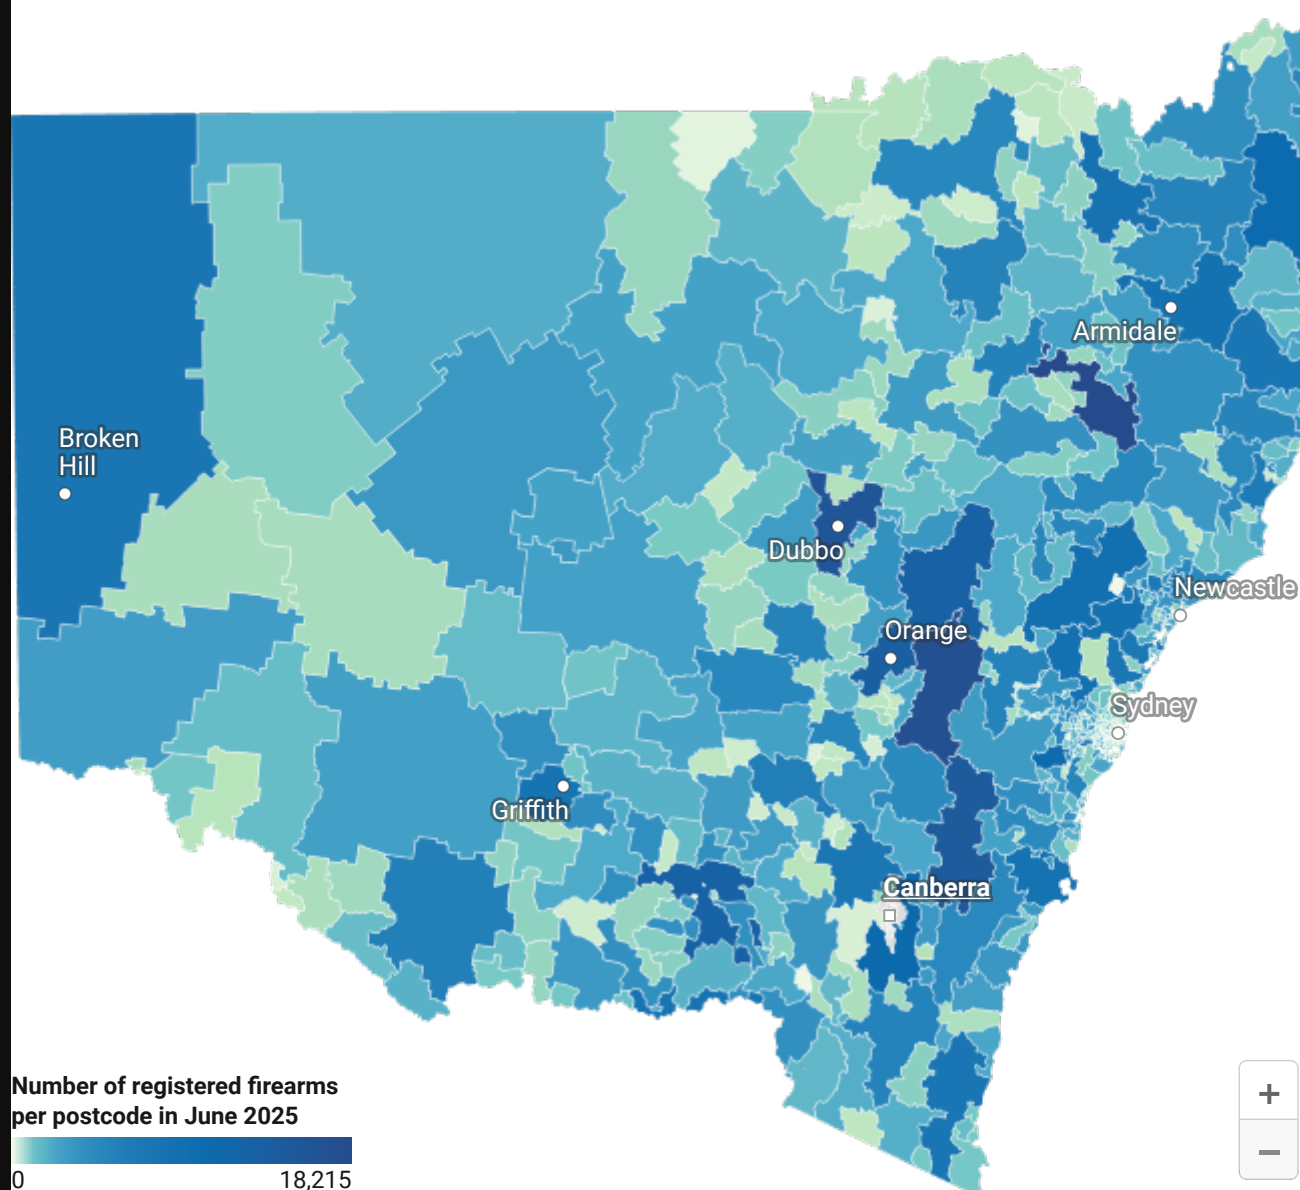 Armidale
Broken
Hill
Dubbo
Newcastle
Orange
Sydney
Griffith
Canberra
Number of registered firearms
per postcode in June 2025
0 18,215
+
−